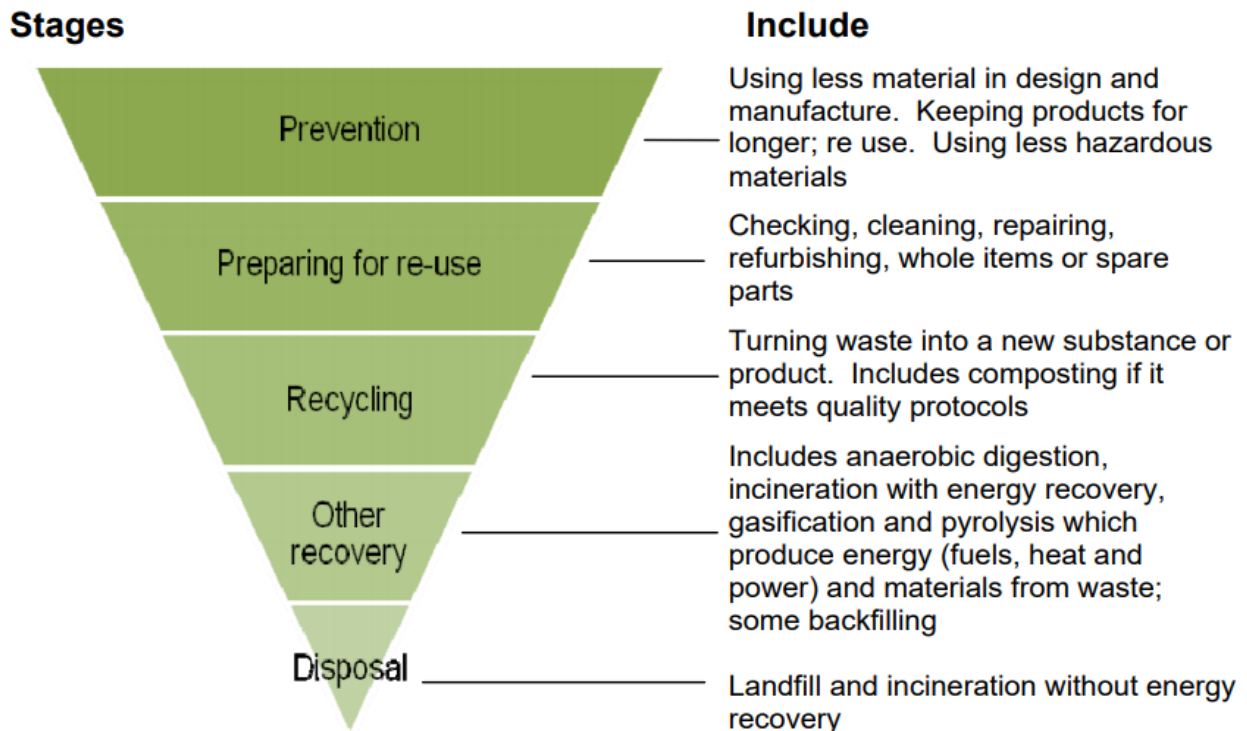 Stages
Include
Prevention
Using less material in design and
manufacture.  Keeping products for
longer; re use.  Using less hazardous
materials
Preparing for re-use
Checking, cleaning, repairing,
refurbishing, whole items or spare
parts
Recycling
Turning waste into a new substance or
product.  Includes composting if it
meets quality protocols
Other
recovery
Includes anaerobic digestion,
incineration with energy recovery,
gasification and pyrolysis which
produce energy (fuels, heat and
power) and materials from waste;
some backfilling
Disposal
Landfill and incineration without energy
recovery